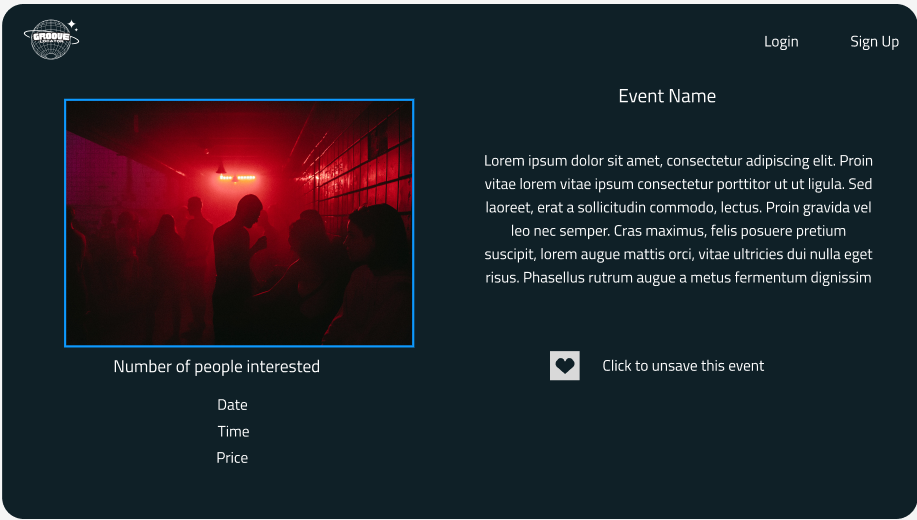 GROOVE
LOCATOR
Login
Sign Up
Event Name
Lorem ipsum dolor sit amet, consectetur adipiscing elit. Proin
vitae lorem vitae ipsum consectetur porttitor ut ut ligula. Sed
laoreet, erat a sollicitudin commodo, lectus. Proin gravida vel
leo nec semper. Cras maximus, felis posuere pretium
suscipit, lorem augue mattis orci, vitae ultricies dui nulla eget
risus. Phasellus rutrum augue a metus fermentum dignissim
Number of people interested
Click to unsave this event
Date
Time
Price